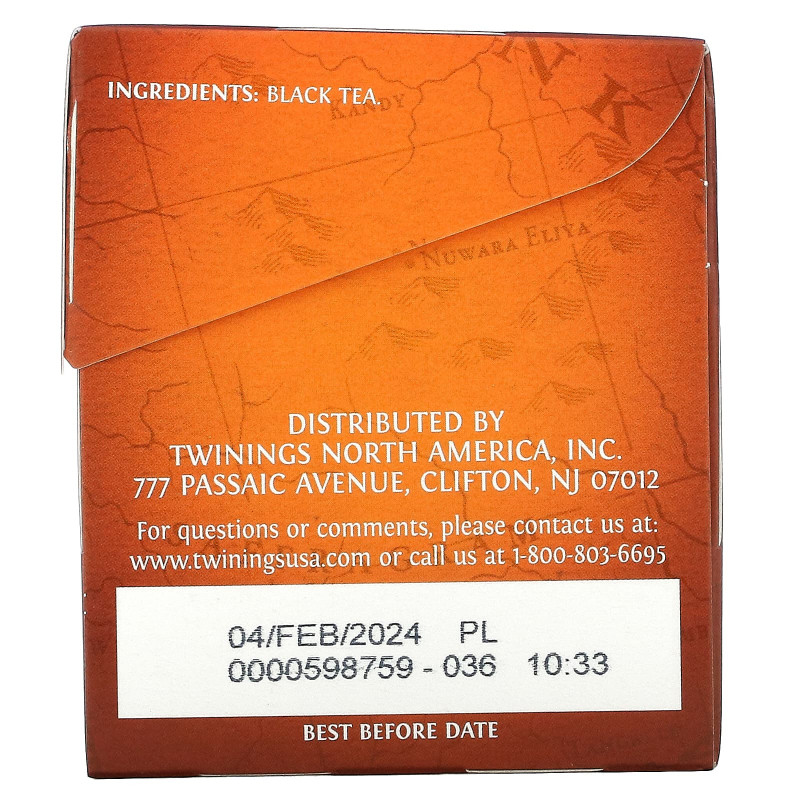 INGREDIENTS: BLACK TEA.
KANDY
NUWARA ELIYA
DISTRIBUTED BY
TWININGS NORTH AMERICA, INC.
777 PASSAIC AVENUE, CLIFTON, NJ 07012
For questions or comments, please contact us at:
www.twiningsusa.com or call us at 1-800-803-6695
04/FEB/2024 PL
0000598759 - 036 10:33
BEST BEFORE DATE